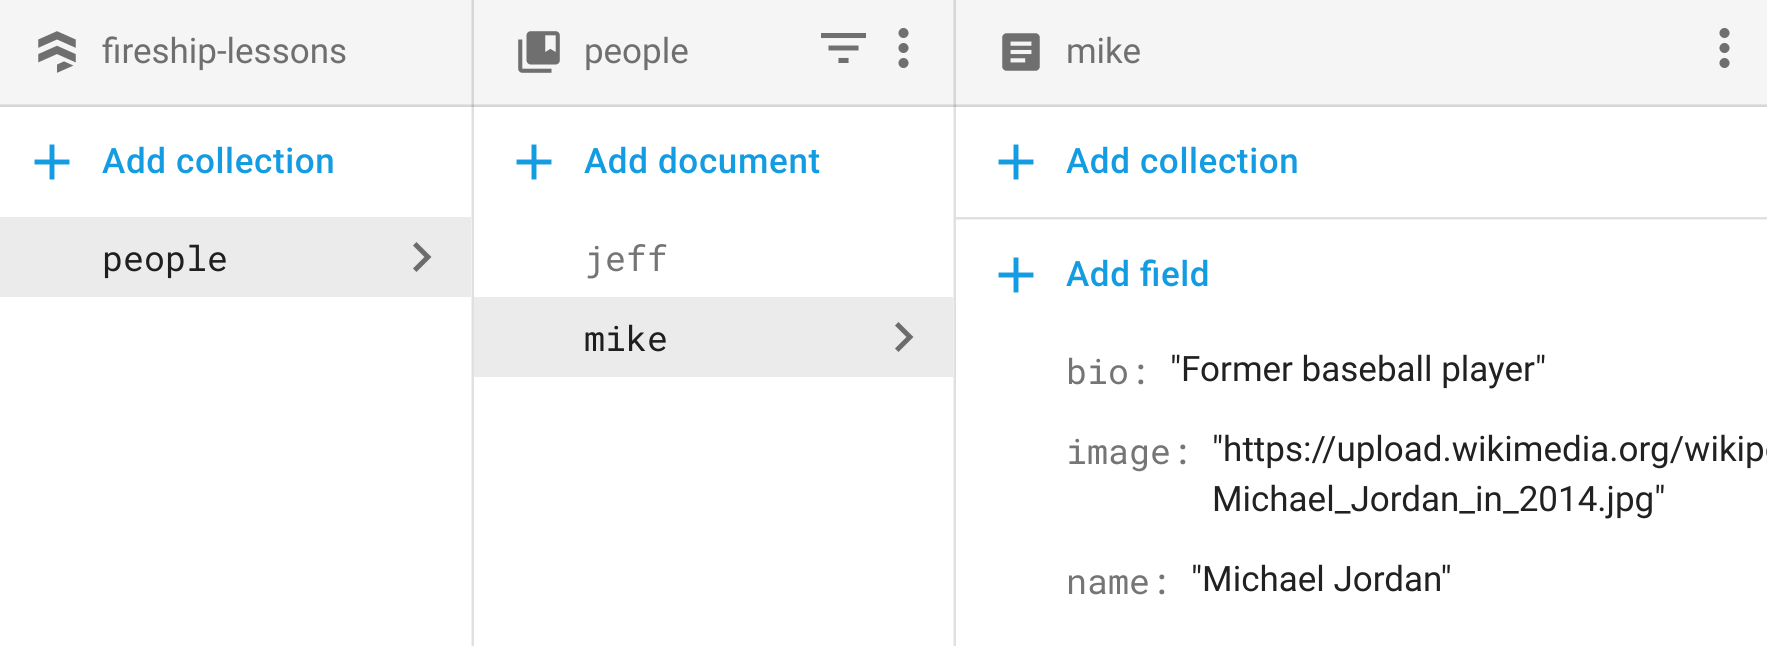 fireship-lessons
people
mike
Add collection
Add document
Add collection
people
jeff
mike
Add field
bio: "Former baseball player"
image: "https://upload.wikimedia.org/wikip
Michael_Jordan_in_2014.jpg"
name: "Michael Jordan"